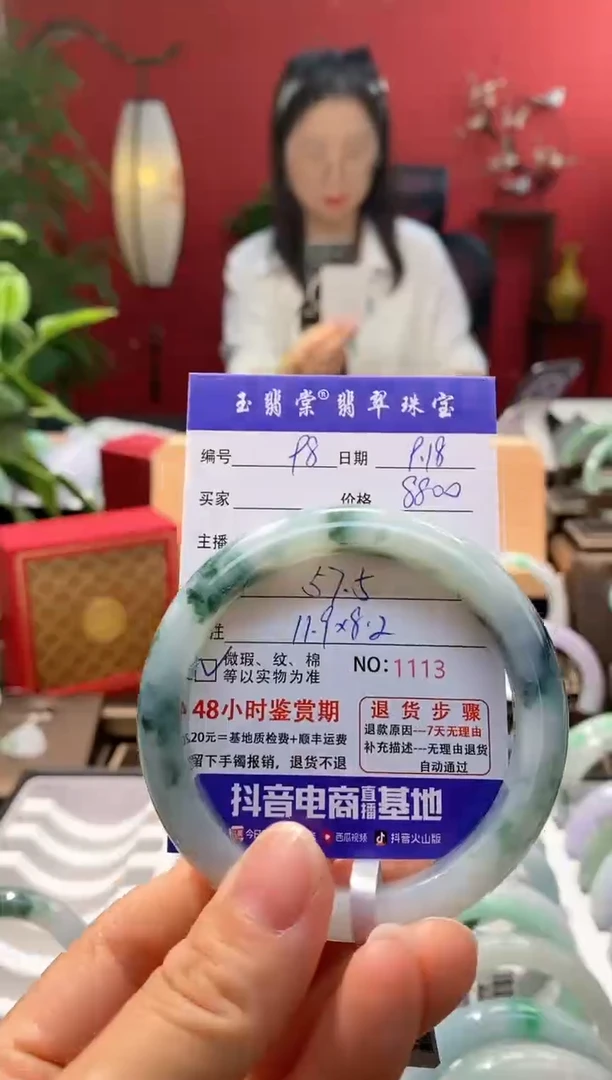 玉翡棠®翡翠珠宝
编号 98 日期 9.18
买家 价格 8800
主播
57.5
注 11.9×8.2
微瑕、纹、棉
等以实物为准
NO:1113
48小时鉴赏期
20元=基地质检费+顺丰运费
留下手镯报销，退货不退
退货步骤
退款原因---7天无理由
补充描述---无理由退货
自动通过
抖音电商直播基地
今日 西瓜视频 抖音火山版